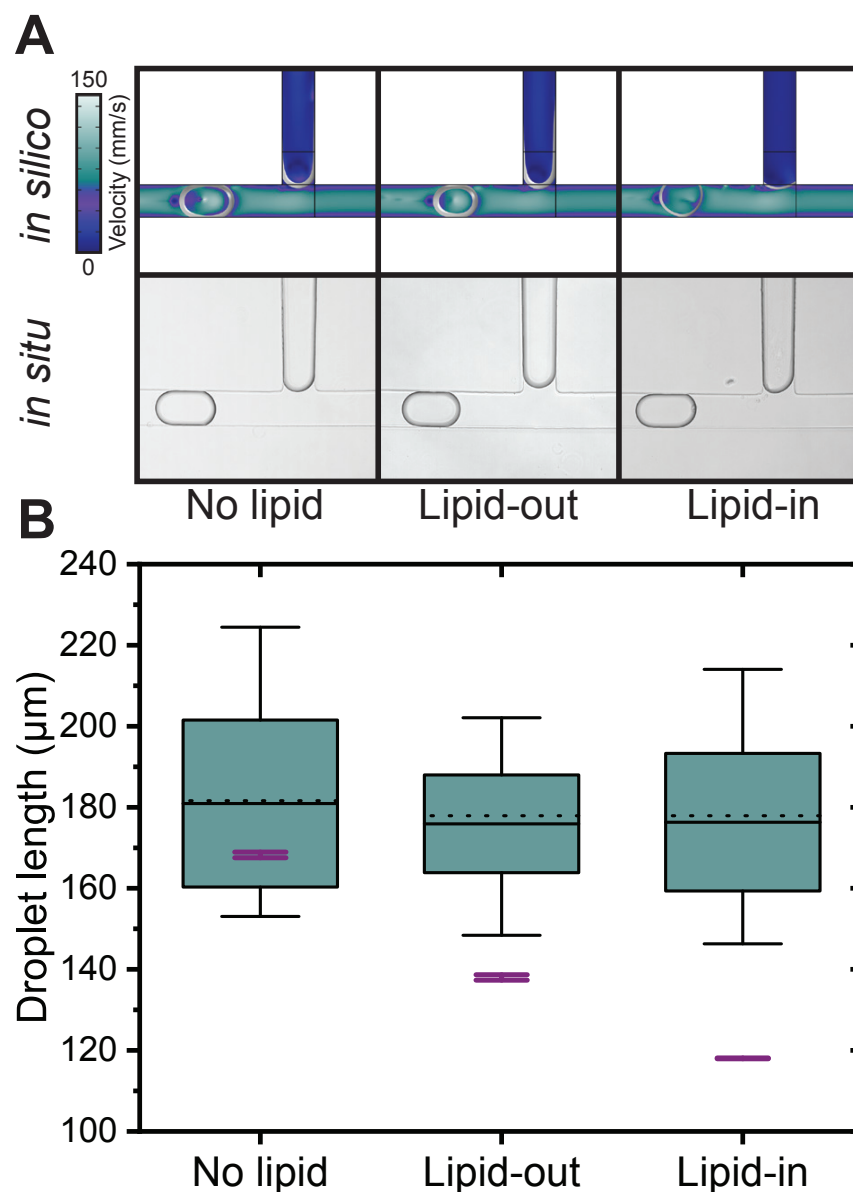 A
150
Velocity (mm/s)
0
in silico
in situ
No lipid
Lipid-out
Lipid-in
B
Droplet length (µm)
240
220
200
180
160
140
120
100
No lipid
Lipid-out
Lipid-in